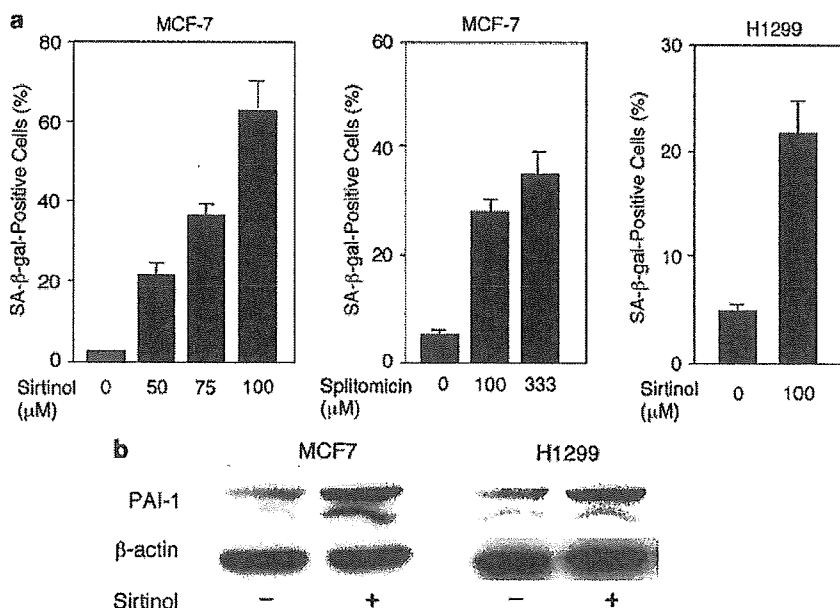 a
MCF-7
SA-β-gal-Positive Cells (%)
80
60
40
20
0
Sirtinol
(μM)
0 50 75 100
MCF-7
SA-β-gal-Positive Cells (%)
60
40
20
0
Splitomicin
(μM)
0 100 333
H1299
SA-β-gal-Positive Cells (%)
30
20
10
0
Sirtinol
(μM)
0 100
b
MCF7 H1299
PAI-1
β-actin
Sirtinol − + − +